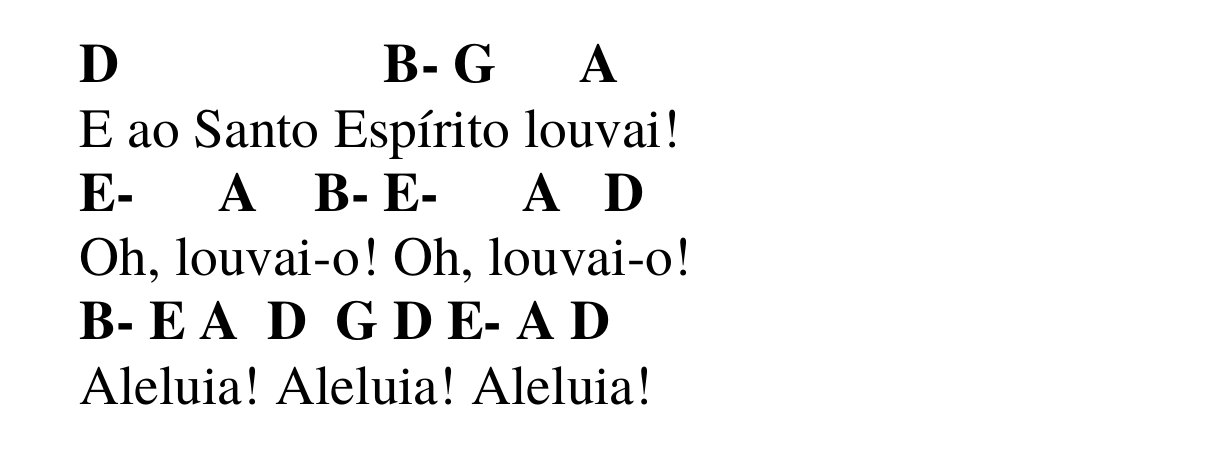 D B- G A
E ao Santo Espírito louvai!
E- A B- E- A D
Oh, louvai-o! Oh, louvai-o!
B- E A D G D E- A D
Aleluia! Aleluia! Aleluia!